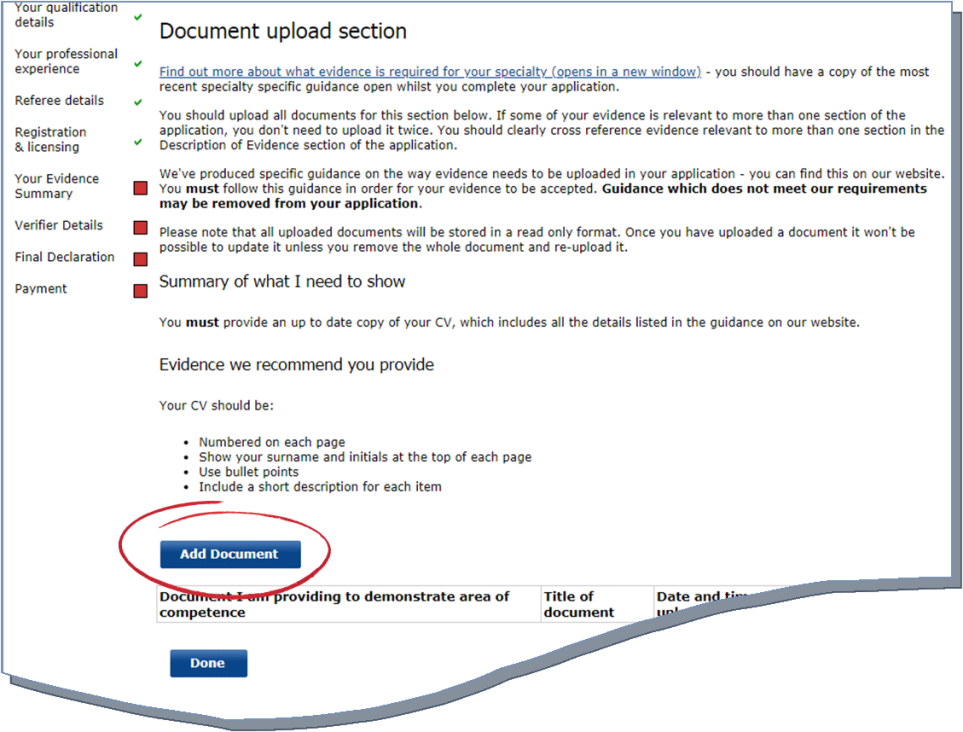 Your qualification
details
Your professional
experience
Referee details
Registration
& licensing
Your Evidence
Summary
Verifier Details
Final Declaration
Payment
Document upload section
Find out more about what evidence is required for your specialty (opens in a new window) - you should have a copy of the most
recent specialty specific guidance open whilst you complete your application.
You should upload all documents for this section below. If some of your evidence is relevant to more than one section of the
application, you don't need to upload it twice. You should clearly cross reference evidence relevant to more than one section in the
Description of Evidence section of the application.
We've produced specific guidance on the way evidence needs to be uploaded in your application - you can find this on our website.
You must follow this guidance in order for your evidence to be accepted. Guidance which does not meet our requirements
may be removed from your application.
Please note that all uploaded documents will be stored in a read only format. Once you have uploaded a document it won't be
possible to update it unless you remove the whole document and re-upload it.
Summary of what I need to show
You must provide an up to date copy of your CV, which includes all the details listed in the guidance on our website.
Evidence we recommend you provide
Your CV should be:
• Numbered on each page
• Show your surname and initials at the top of each page
• Use bullet points
• Include a short description for each item
Add Document
Document I am providing to demonstrate area of
competence
Title of
document
Date and time
Done